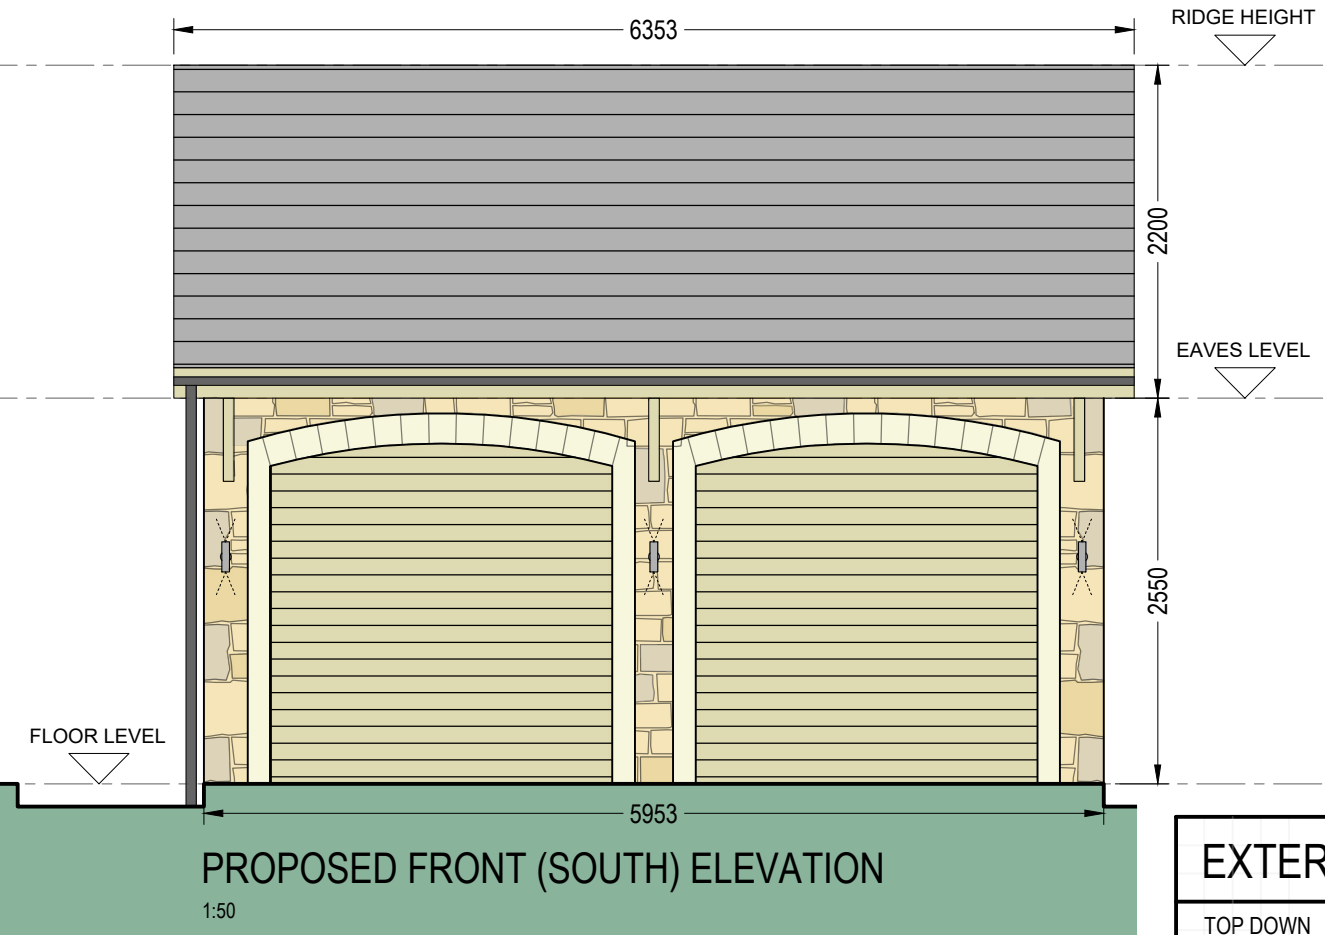 6353
RIDGE HEIGHT
2200
EAVES LEVEL
2550
FLOOR LEVEL
5953
PROPOSED FRONT (SOUTH) ELEVATION
1:50
EXTER
TOP DOWN